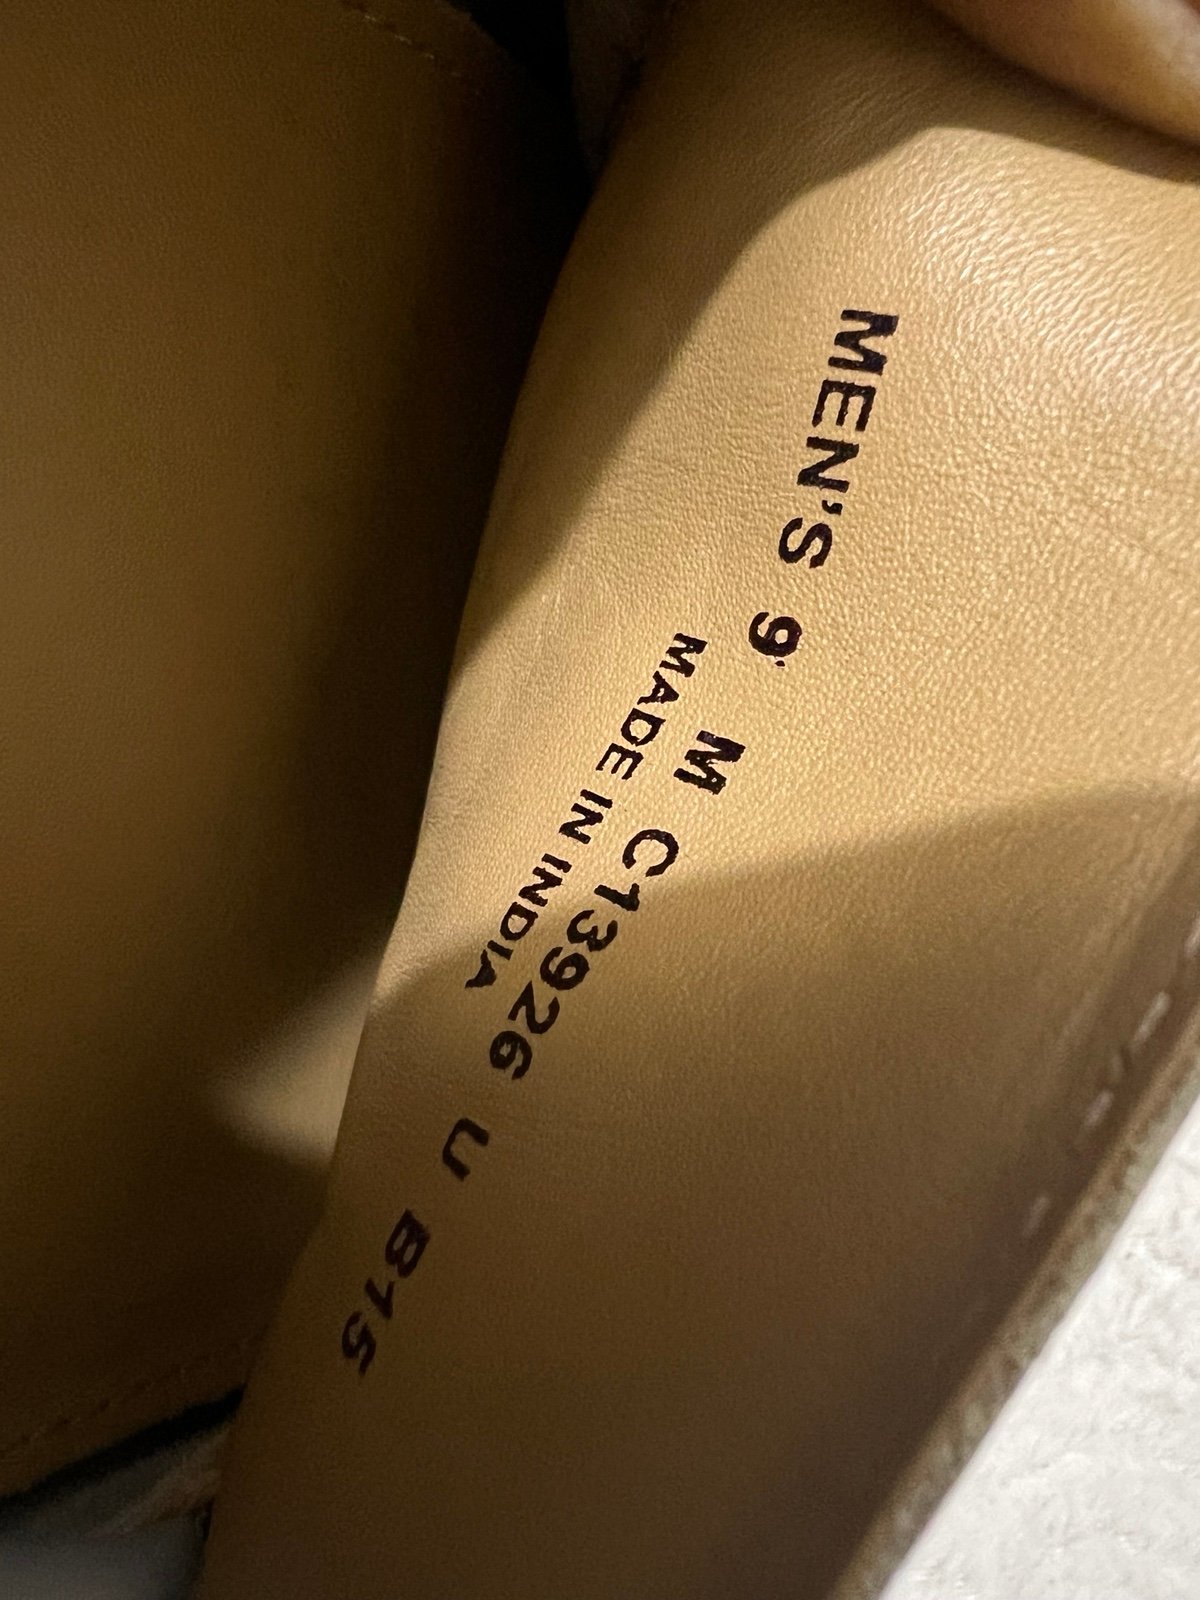 MEN'S 9 M C13926 U B15
MADE IN INDIA